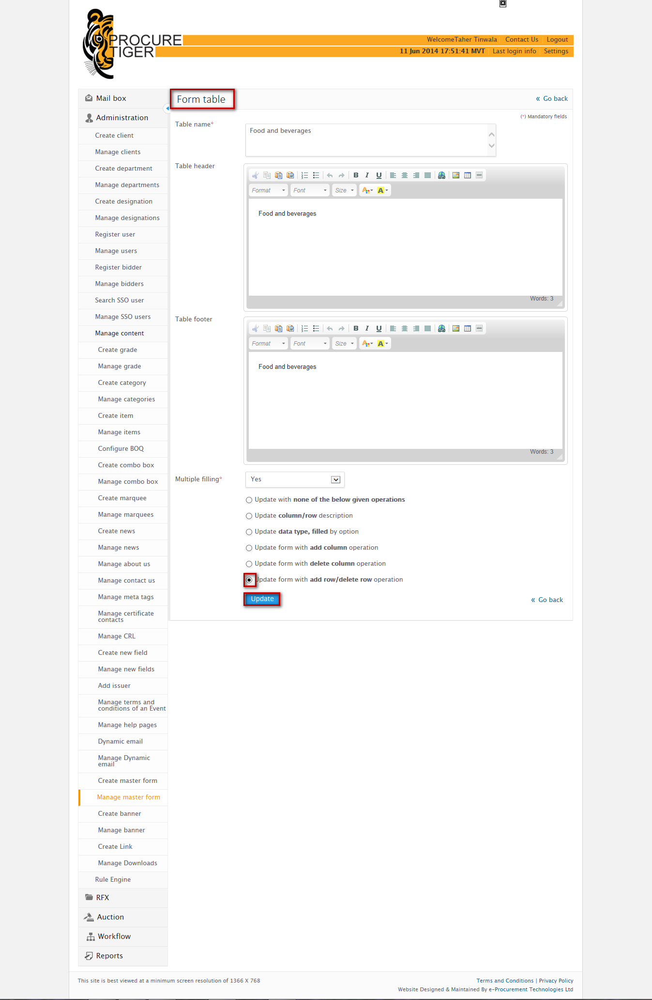 PROCURE
TIGER
WelcomeTaher Tinwala Contact Us Logout
11 Jun 2014 17:51:41 MVT Last login info Settings
Mail box
Administration
Create client
Manage clients
Create department
Manage departments
Create designation
Manage designations
Register user
Manage users
Register bidder
Manage bidders
Search SSO user
Manage SSO users
Manage content
Create grade
Manage grade
Create category
Manage categories
Create item
Manage items
Configure BOQ
Create combo box
Manage combo box
Create marquee
Manage marquees
Create news
Manage news
Manage about us
Manage contact us
Manage meta tags
Manage certificate
contacts
Manage CRL
Create new field
Manage new fields
Add issuer
Manage terms and
conditions of an Event
Manage help pages
Dynamic email
Manage Dynamic
email
Create master form
Manage master form
Create banner
Manage banner
Create Link
Manage Downloads
Rule Engine
RFX
Auction
Workflow
Reports
Form table
« Go back
(*) Mandatory fields
Table name*
Food and beverages
Table header
B I U
Format Font Size A A
Food and beverages
Words: 3
Table footer
B I U
Format Font Size A A
Food and beverages
Words: 3
Multiple filling* Yes
Update with none of the below given operations
Update column/row description
Update data type, filled by option
Update form with add column operation
Update form with delete column operation
Update form with add row/delete row operation
Update
« Go back
This site is best viewed at a minimum screen resolution of 1366 X 768
Terms and Conditions | Privacy Policy
Website Designed & Maintained By e-Procurement Technologies Ltd